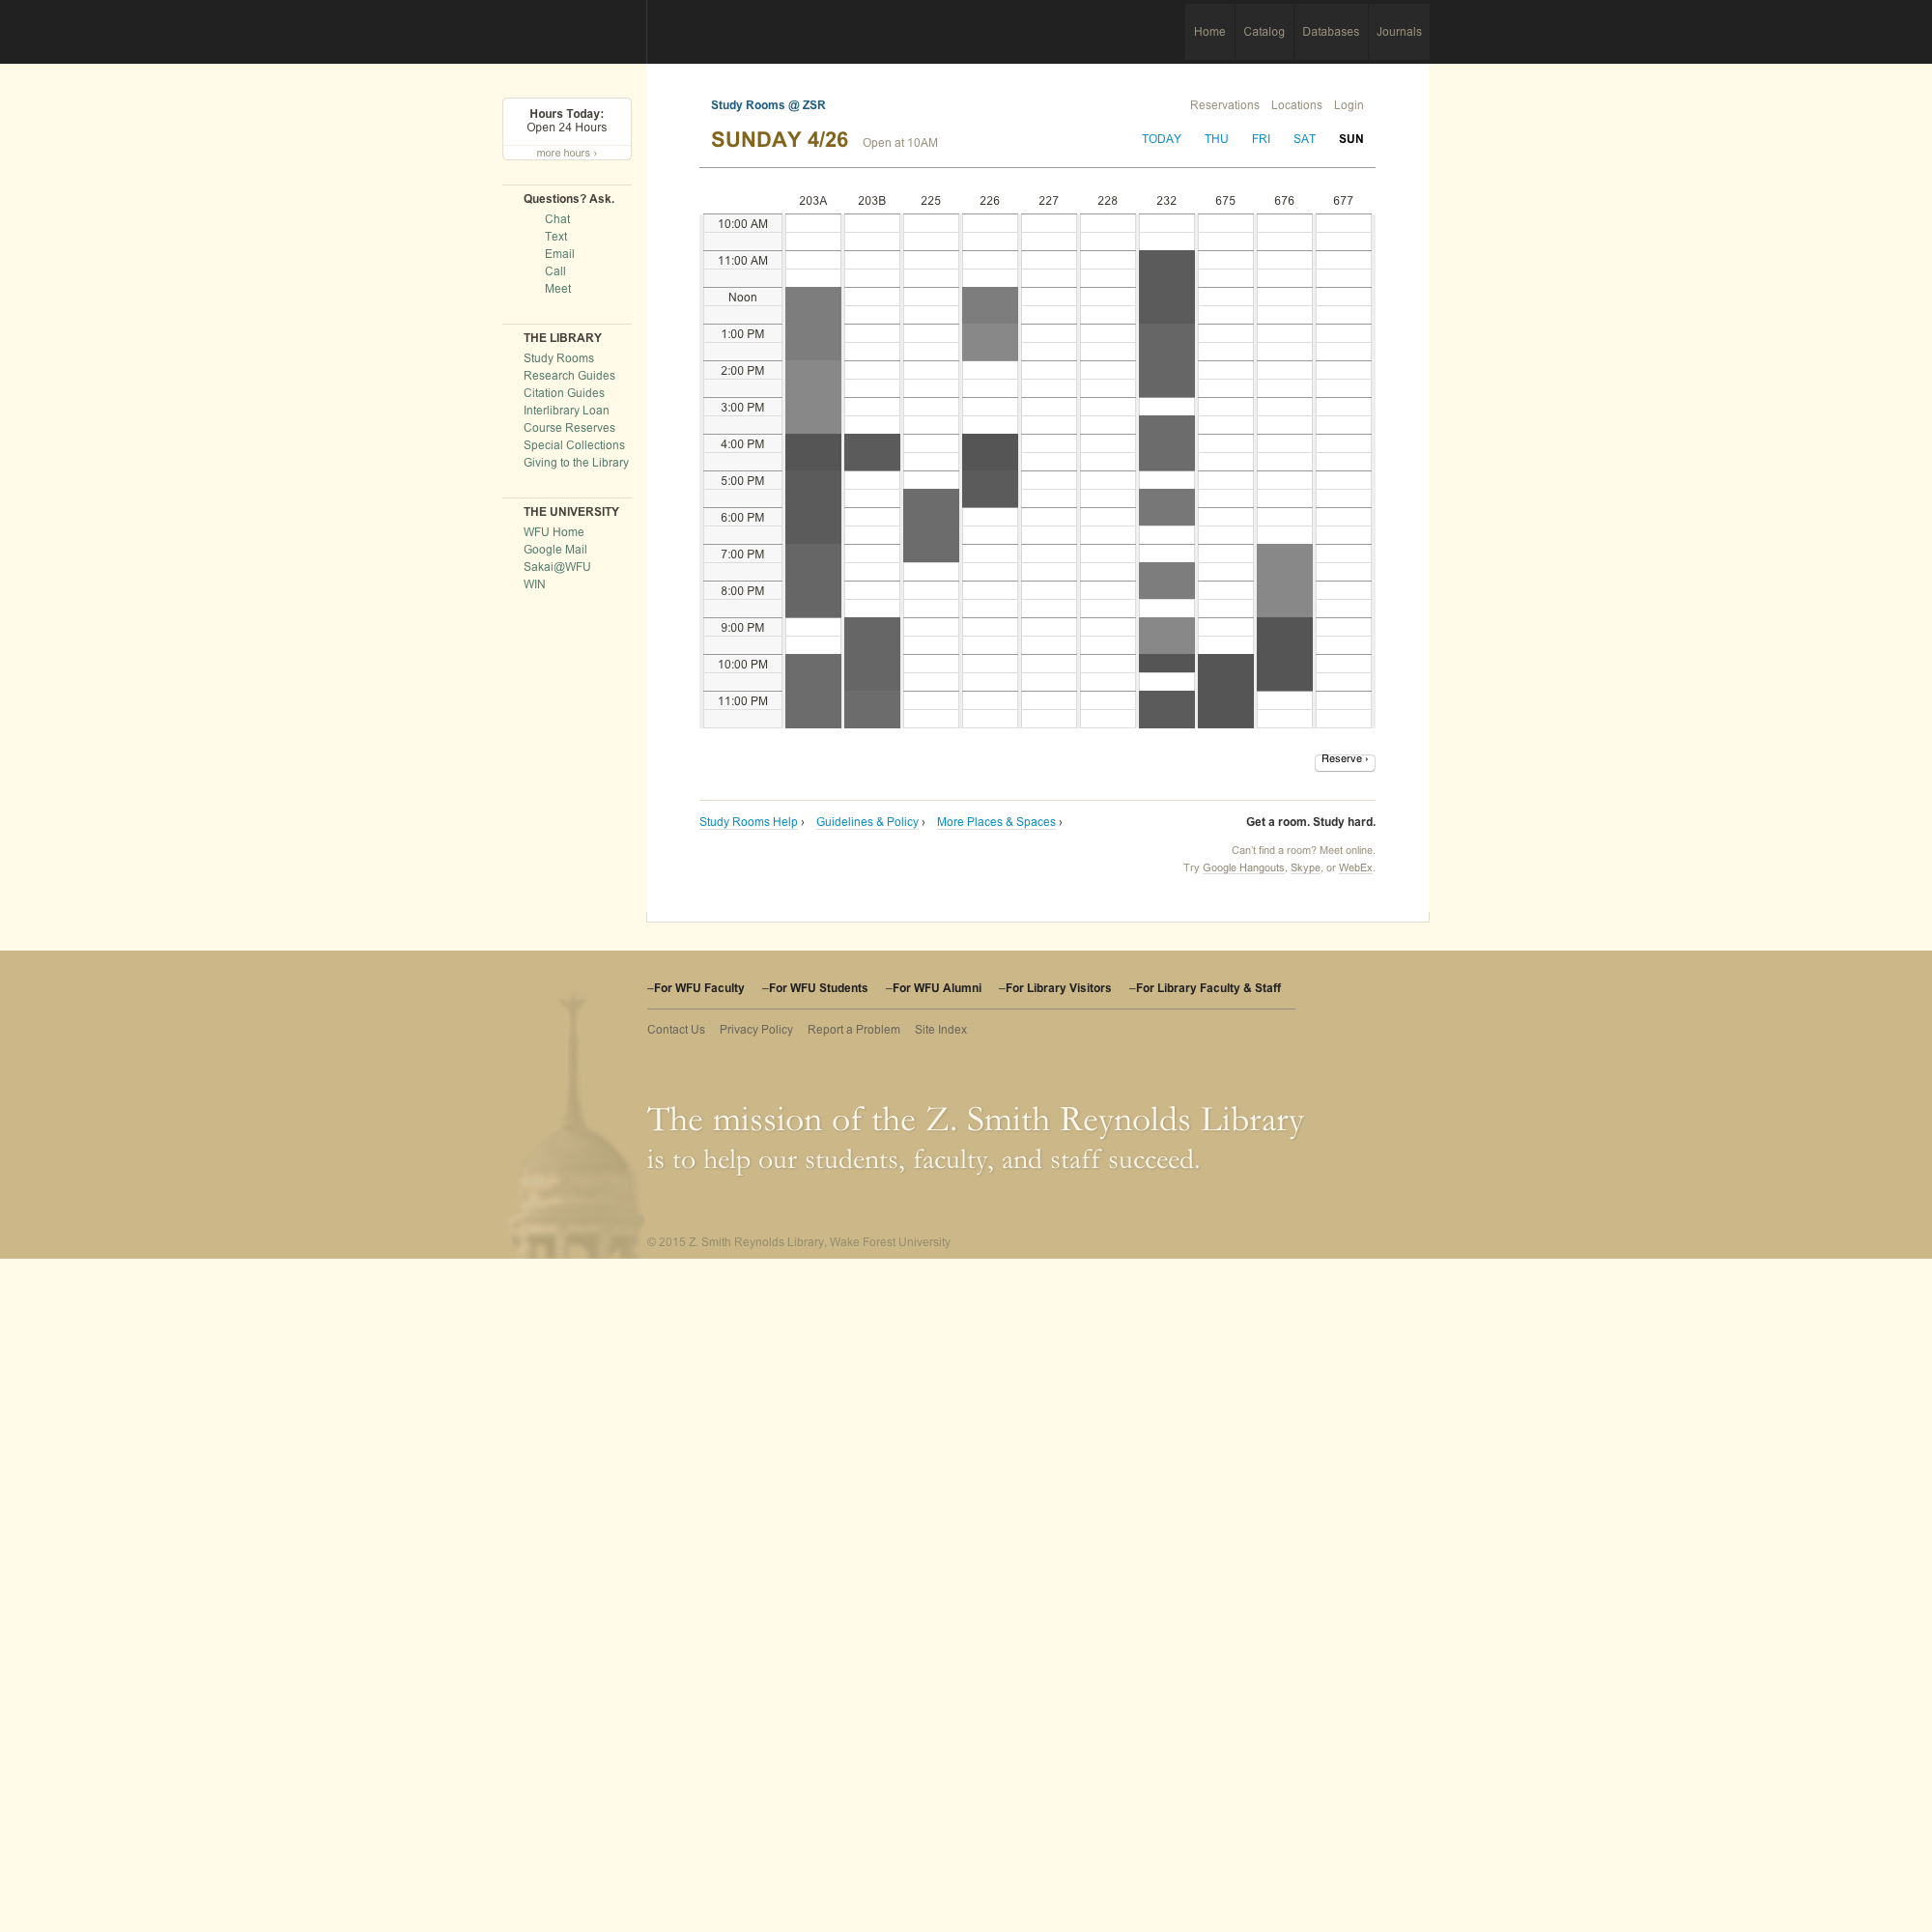 Home Catalog Databases Journals
Hours Today:
Open 24 Hours
more hours ›
Questions? Ask.
Chat
Text
Email
Call
Meet
THE LIBRARY
Study Rooms
Research Guides
Citation Guides
Interlibrary Loan
Course Reserves
Special Collections
Giving to the Library
THE UNIVERSITY
WFU Home
Google Mail
Sakai@WFU
WIN
Study Rooms @ ZSR
Reservations Locations Login
SUNDAY 4/26 Open at 10AM
TODAY THU FRI SAT SUN
203A 203B 225 226 227 228 232 675 676 677
10:00 AM
11:00 AM
Noon
1:00 PM
2:00 PM
3:00 PM
4:00 PM
5:00 PM
6:00 PM
7:00 PM
8:00 PM
9:00 PM
10:00 PM
11:00 PM
Reserve ›
Study Rooms Help › Guidelines & Policy › More Places & Spaces ›
Get a room. Study hard.
Can't find a room? Meet online.
Try Google Hangouts, Skype, or WebEx.
–For WFU Faculty –For WFU Students –For WFU Alumni –For Library Visitors –For Library Faculty & Staff
Contact Us Privacy Policy Report a Problem Site Index
The mission of the Z. Smith Reynolds Library
is to help our students, faculty, and staff succeed.
© 2015 Z. Smith Reynolds Library, Wake Forest University